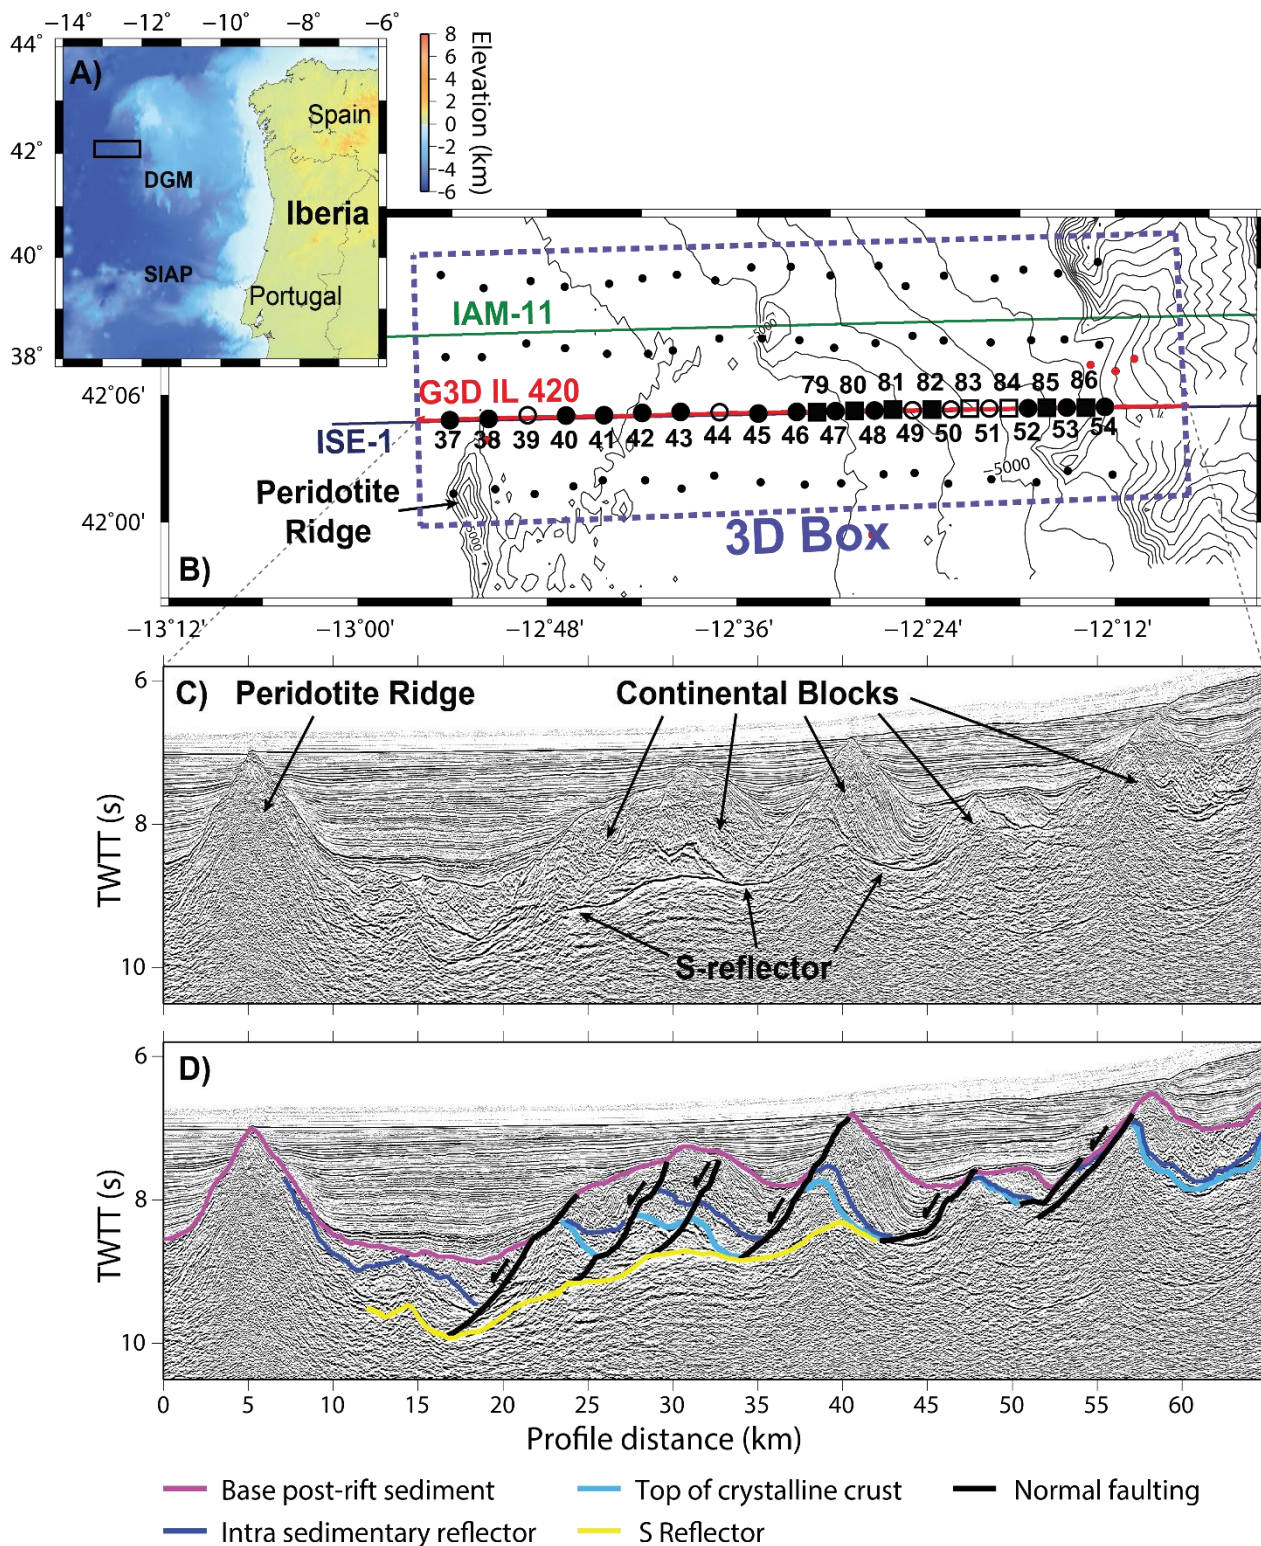 −14° −12° −10° −8° −6°
44°
42°
40°
38°
A)
Spain
DGM
Iberia
SIAP
Portugal
8
6
4
2
0
-2
-4
-6
Elevation (km)
IAM-11
−5000
G3D IL 420
79 80 81 82 83 84 85 86
ISE-1
37 38 39 40 41 42 43 44 45 46 47 48 49 50 51 52 53 54
Peridotite
Ridge
−5000
5000
3D Box
B)
42°06'
42°00'
−13°12' −13°00' −12°48' −12°36' −12°24' −12°12'
C) Peridotite Ridge Continental Blocks
S-reflector
6
8
10
TWTT (s)
D)
6
8
10
TWTT (s)
0 5 10 15 20 25 30 35 40 45 50 55 60
Profile distance (km)
Base post-rift sediment Top of crystalline crust Normal faulting
Intra sedimentary reflector S Reflector